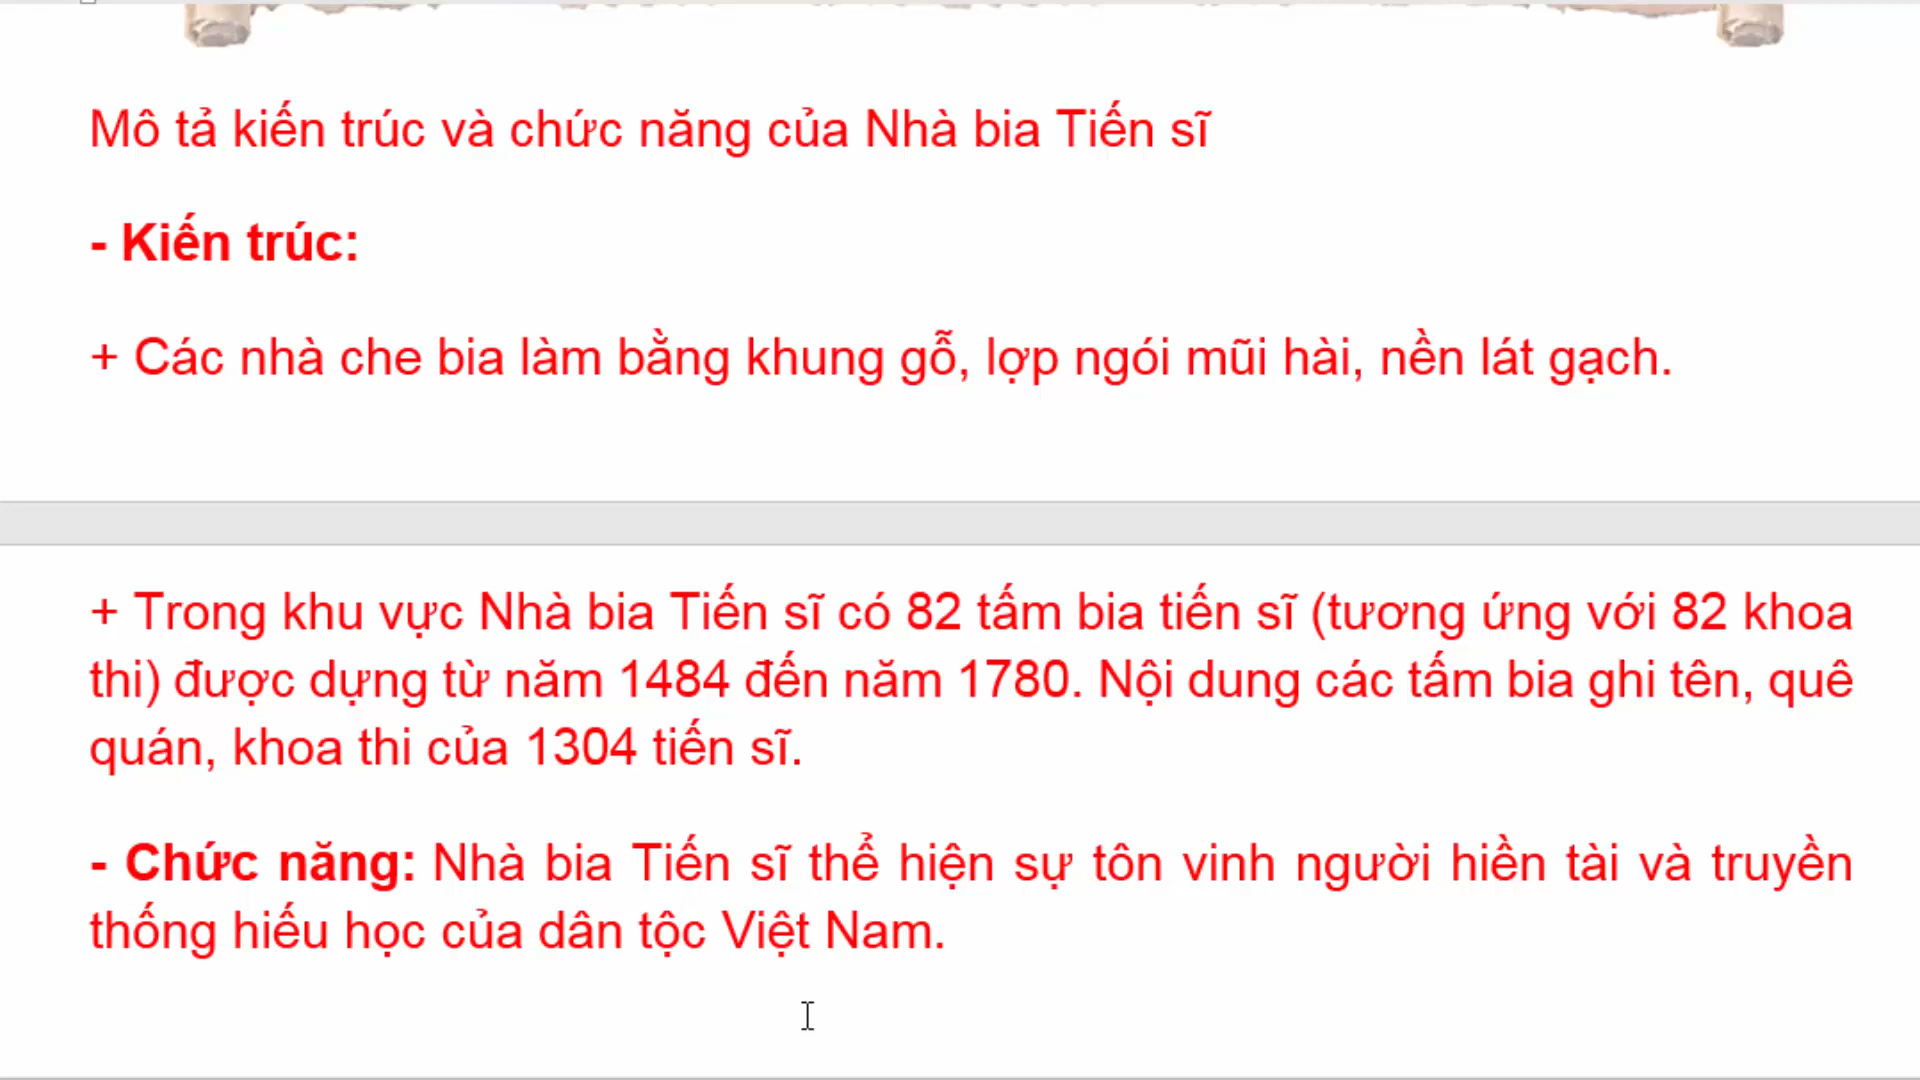 Mô tả kiến trúc và chức năng của Nhà bia Tiến sĩ
- Kiến trúc:
+ Các nhà che bia làm bằng khung gỗ, lợp ngói mũi hài, nền lát gạch.
+ Trong khu vực Nhà bia Tiến sĩ có 82 tấm bia tiến sĩ (tương ứng với 82 khoa
thi) được dựng từ năm 1484 đến năm 1780. Nội dung các tấm bia ghi tên, quê
quán, khoa thi của 1304 tiến sĩ.
- Chức năng: Nhà bia Tiến sĩ thể hiện sự tôn vinh người hiền tài và truyền
thống hiếu học của dân tộc Việt Nam.